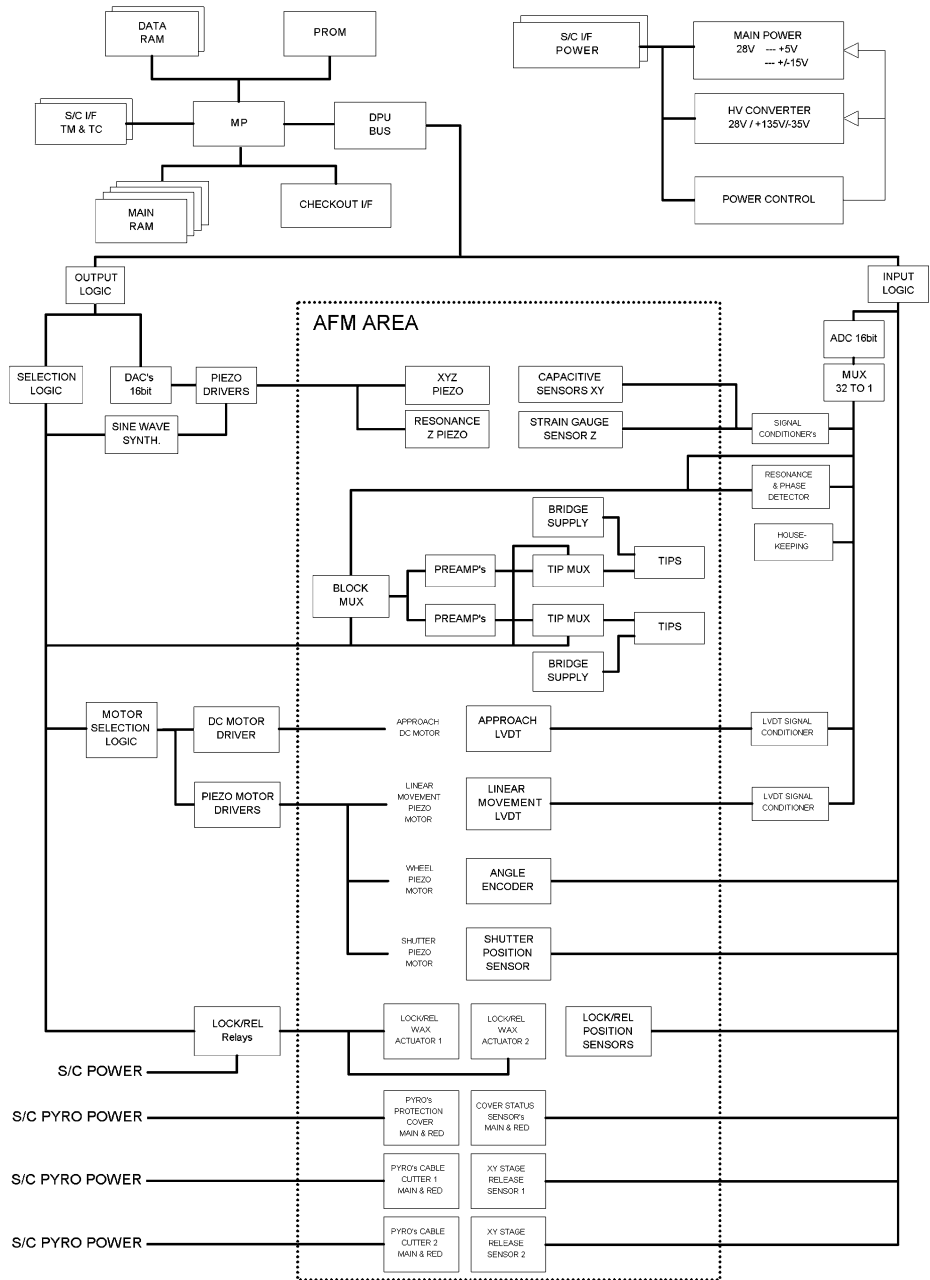 DATA
RAM
PROM
S/C I/F
TM & TC
MP
DPU
BUS
MAIN
RAM
CHECKOUT I/F
S/C I/F
POWER
MAIN POWER
28V --- +5V
--- +/-15V
HV CONVERTER
28V / +135V/-35V
POWER CONTROL
OUTPUT
LOGIC
INPUT
LOGIC
AFM AREA
ADC 16bit
MUX
32 TO 1
SELECTION
LOGIC
DAC's
16bit
PIEZO
DRIVERS
SINE WAVE
SYNTH.
XYZ
PIEZO
RESONANCE
Z PIEZO
CAPACITIVE
SENSORS XY
STRAIN GAUGE
SENSOR Z
SIGNAL
CONDITIONER's
RESONANCE
& PHASE
DETECTOR
HOUSE-
KEEPING
BRIDGE
SUPPLY
PREAMP's
TIP MUX
TIPS
BLOCK
MUX
PREAMP's
TIP MUX
TIPS
BRIDGE
SUPPLY
MOTOR
SELECTION
LOGIC
DC MOTOR
DRIVER
APPROACH
DC MOTOR
APPROACH
LVDT
LVDT SIGNAL
CONDITIONER
PIEZO MOTOR
DRIVERS
LINEAR
MOVEMENT
PIEZO
MOTOR
LINEAR
MOVEMENT
LVDT
LVDT SIGNAL
CONDITIONER
WHEEL
PIEZO
MOTOR
ANGLE
ENCODER
SHUTTER
PIEZO
MOTOR
SHUTTER
POSITION
SENSOR
LOCK/REL
Relays
LOCK/REL
WAX
ACTUATOR 1
LOCK/REL
WAX
ACTUATOR 2
LOCK/REL
POSITION
SENSORS
S/C POWER
S/C PYRO POWER
PYRO's
PROTECTION
COVER
MAIN & RED
COVER STATUS
SENSOR's
MAIN & RED
S/C PYRO POWER
PYRO's CABLE
CUTTER 1
MAIN & RED
XY STAGE
RELEASE
SENSOR 1
S/C PYRO POWER
PYRO's CABLE
CUTTER 2
MAIN & RED
XY STAGE
RELEASE
SENSOR 2